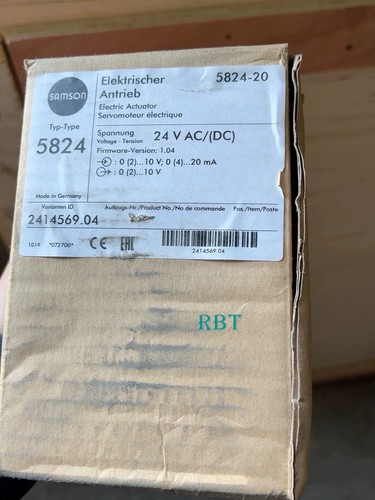 SAMSON
Elektrischer 5824-20
Antrieb
Electric Actuator
Servomoteur électrique
Typ-Type
5824
Spannung 24 V AC/(DC)
Voltage - Tension
Firmware-Version: 1.04
: 0 (2)...10 V; 0 (4)...20 mA
: 0 (2)...10 V
Made in Germany
Varianten ID Auftrags-Nr./Product No./No de commande Pos./Item/Poste
2414569.04
1019 *072700* CE EAC
2414569.04
RBT